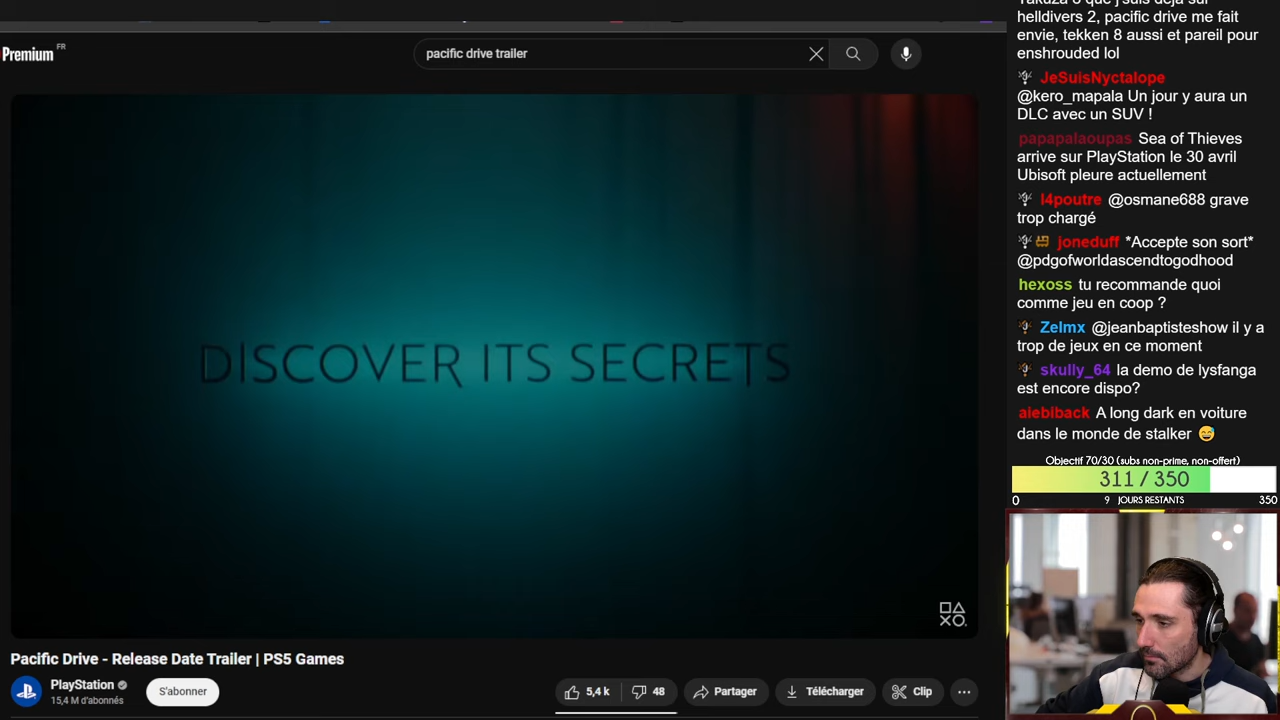 Premium FR
pacific drive trailer
DISCOVER ITS SECRETS
Pacific Drive - Release Date Trailer | PS5 Games
PlayStation
15,4 M d'abonnés
S'abonner
5,4 k
48
Partager
Télécharger
Clip
helldivers 2, pacific drive me fait
envie, tekken 8 aussi et pareil pour
enshrouded lol
JeSuisNyctalope
@kero_mapala Un jour y aura un
DLC avec un SUV !
papapalaoupas Sea of Thieves
arrive sur PlayStation le 30 avril
Ubisoft pleure actuellement
l4poutre @osmane688 grave
trop chargé
joneduff *Accepte son sort*
@pdgofworldascendtogodhood
hexoss tu recommande quoi
comme jeu en coop ?
Zelmx @jeanbaptisteshow il y a
trop de jeux en ce moment
skully_64 la demo de lysfanga
est encore dispo?
alebiback A long dark en voiture
dans le monde de stalker 😅
Objectif 70/30 (subs non-prime, non-offert)
311 / 350
0 9 JOURS RESTANTS 350